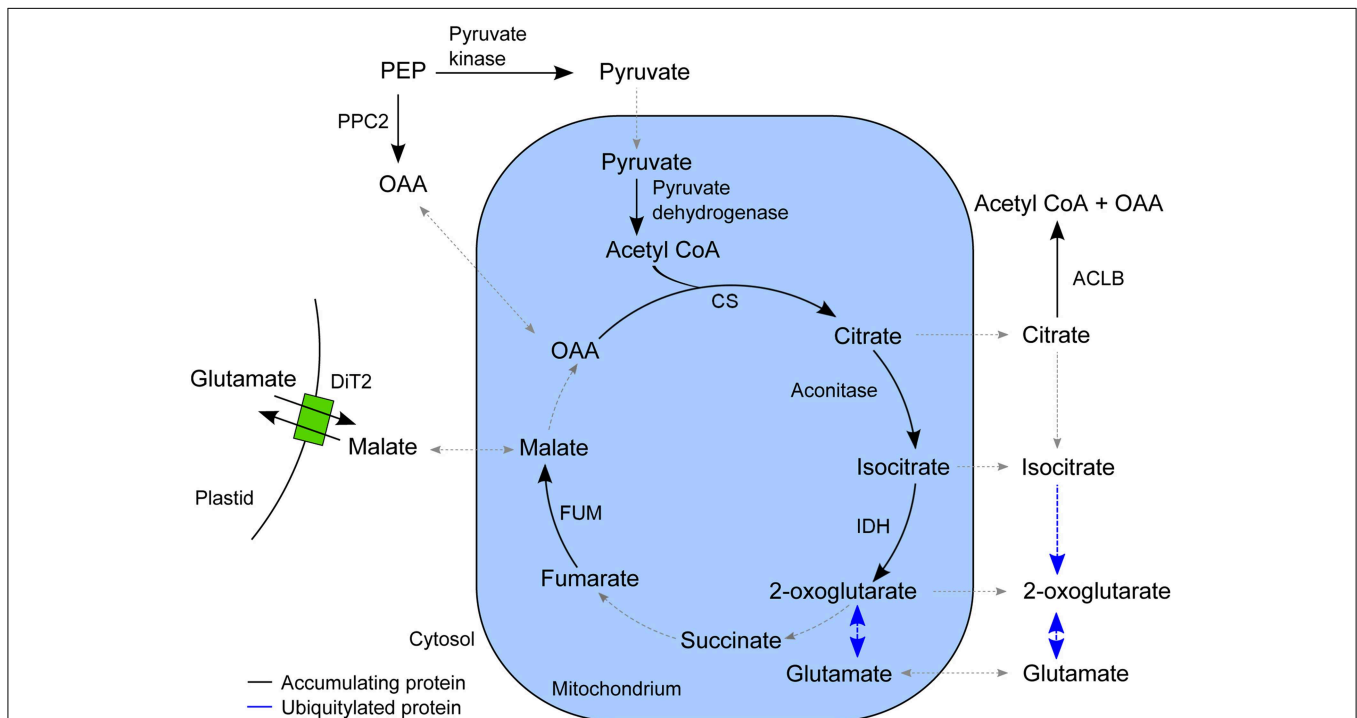 Pyruvate
kinase
PEP
Pyruvate
PPC2
OAA
Pyruvate
Pyruvate
dehydrogenase
Acetyl CoA
Acetyl CoA + OAA
ACLB
CS
OAA
Citrate
Citrate
Glutamate
DiT2
Aconitase
Malate
Malate
Isocitrate
Isocitrate
Plastid
FUM
IDH
Fumarate
2-oxoglutarate
2-oxoglutarate
Cytosol
Succinate
Glutamate
Glutamate
Mitochondrium
Accumulating protein
Ubiquitylated protein